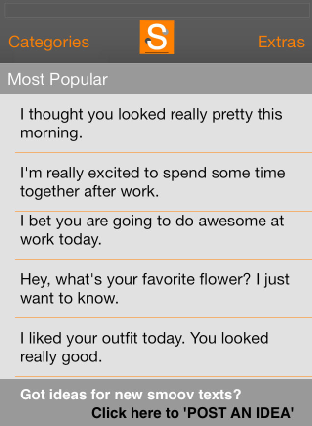 Categories
S
Extras
Most Popular
I thought you looked really pretty this
morning.
I'm really excited to spend some time
together after work.
I bet you are going to do awesome at
work today.
Hey, what's your favorite flower? I just
want to know.
I liked your outfit today. You looked
really good.
Got ideas for new smoov texts?
Click here to 'POST AN IDEA'